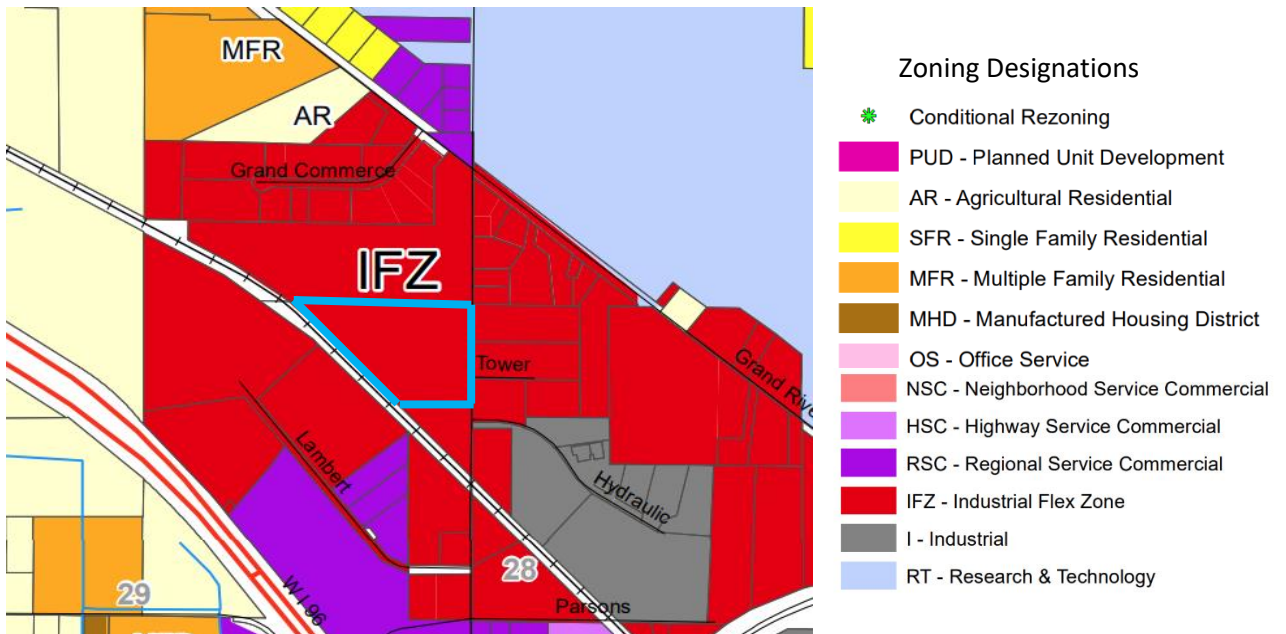 MFR
AR
Grand Commerce
IFZ
Tower
Grand Rive
Lambert
Hydraulic
28
29
W I 96
Parsons
Zoning Designations
Conditional Rezoning
PUD - Planned Unit Development
AR - Agricultural Residential
SFR - Single Family Residential
MFR - Multiple Family Residential
MHD - Manufactured Housing District
OS - Office Service
NSC - Neighborhood Service Commercial
HSC - Highway Service Commercial
RSC - Regional Service Commercial
IFZ - Industrial Flex Zone
I - Industrial
RT - Research & Technology